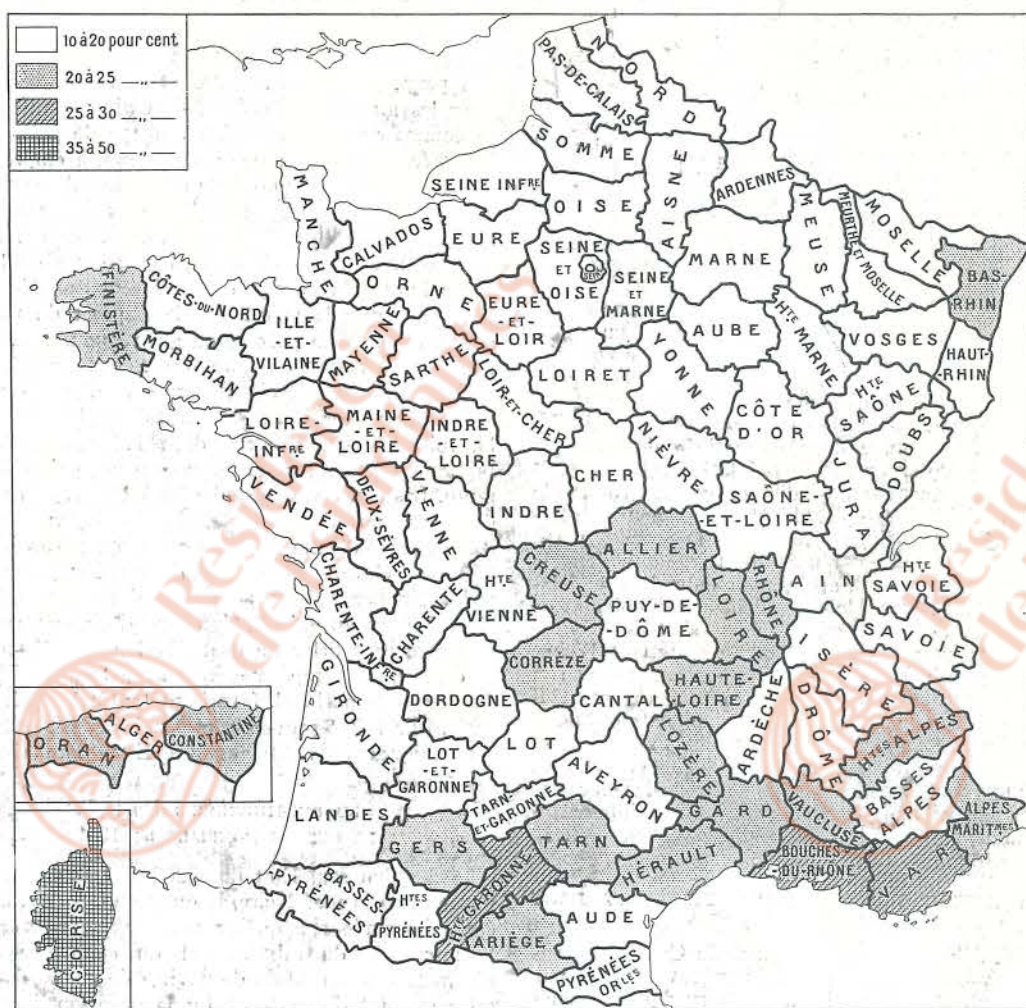 10 à 20 pour cent
20 à 25 —„—
25 à 30 —„—
35 à 50 —„—
NORD
PAS-DE-CALAIS
SOMME
SEINE INFRE
OISE
AISNE
ARDENNES
MANCHE
CALVADOS
EURE
SEINE
ET
OISE
SEINE
ET
MARNE
MARNE
MEUSE
MEURTHE ET MOSELLE
MOSELLE
BAS-
RHIN
FINISTÈRE
CÔTES-DU-NORD
ORNE
EURE
-ET-
LOIR
AUBE
HTE MARNE
VOSGES
HAUT-
-RHIN
MORBIHAN
ILLE
-ET-
VILAINE
MAYENNE
SARTHE
LOIR-ET-CHER
LOIRET
YONNE
CÔTE
D'OR
HTE
SAÔNE
DOUBS
LOIRE-
INFRE
MAINE
-ET-
LOIRE
INDRE
-ET-
LOIRE
CHER
NIÈVRE
JURA
VENDÉE
DEUX-SÈVRES
VIENNE
INDRE
SAÔNE-
-ET-LOIRE
ALLIER
CHARENTE-INFRE
CHARENTE
HTE
VIENNE
CREUSE
PUY-DE-
-DÔME
LOIRE
RHÔNE
AIN
HTE
SAVOIE
SAVOIE
ISÈRE
GIRONDE
DORDOGNE
CORRÈZE
CANTAL
HAUTE-
LOIRE
ARDÈCHE
DRÔME
HTES ALPES
ORAN
ALGER
CONSTANTINE
LOT
-ET-
GARONNE
LOT
AVEYRON
LOZÈRE
GARD
VAUCLUSE
BASSES
ALPES
ALPES
MARITMES
LANDES
GERS
TARN-
ET-GARONNE
TARN
HÉRAULT
BOUCHES
-DU-RHÔNE
VAR
BASSES
-PYRÉNÉES
HTES
PYRÉNÉES
HTE GARONNE
ARIÈGE
AUDE
PYRÉNÉES
ORLES
CORSE
Residencia
de Estudiantes
Resid
de